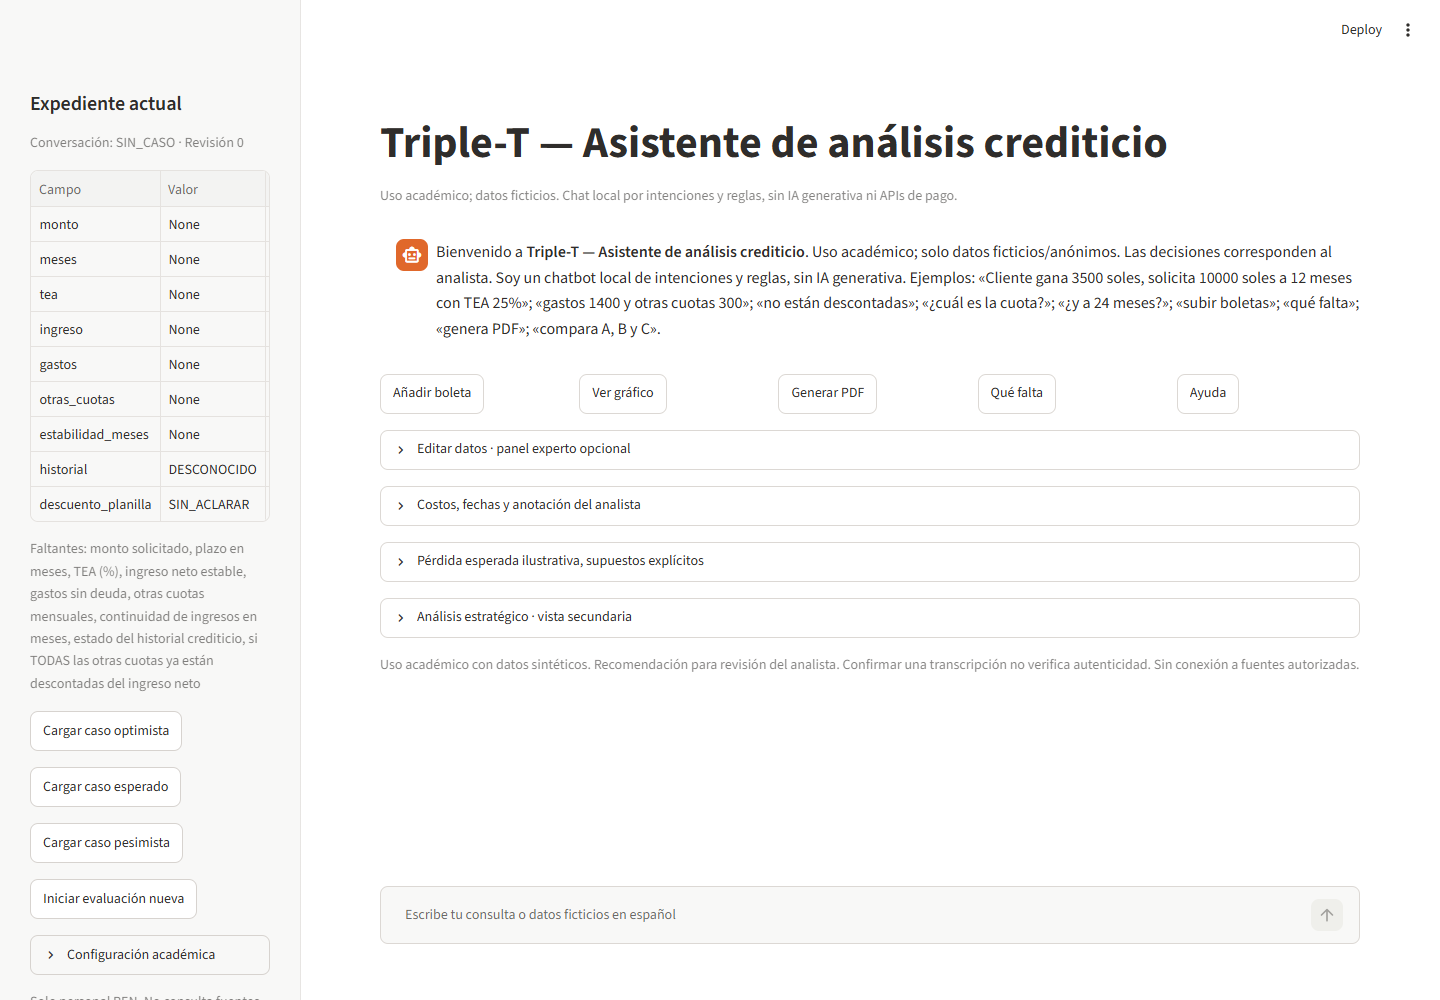 Deploy
Expediente actual
Conversación: SIN_CASO · Revisión 0
Campo Valor
monto None
meses None
tea None
ingreso None
gastos None
otras_cuotas None
estabilidad_meses None
historial DESCONOCIDO
descuento_planilla SIN_ACLARAR
Faltantes: monto solicitado, plazo en
meses, TEA (%), ingreso neto estable,
gastos sin deuda, otras cuotas
mensuales, continuidad de ingresos en
meses, estado del historial crediticio, si
TODAS las otras cuotas ya están
descontadas del ingreso neto
Cargar caso optimista
Cargar caso esperado
Cargar caso pesimista
Iniciar evaluación nueva
Configuración académica
Triple-T — Asistente de análisis crediticio
Uso académico; datos ficticios. Chat local por intenciones y reglas, sin IA generativa ni APIs de pago.
Bienvenido a Triple-T — Asistente de análisis crediticio. Uso académico; solo datos ficticios/anónimos. Las decisiones corresponden al
analista. Soy un chatbot local de intenciones y reglas, sin IA generativa. Ejemplos: «Cliente gana 3500 soles, solicita 10000 soles a 12 meses
con TEA 25%»; «gastos 1400 y otras cuotas 300»; «no están descontadas»; «¿cuál es la cuota?»; «¿y a 24 meses?»; «subir boletas»; «qué falta»;
«genera PDF»; «compara A, B y C».
Añadir boleta Ver gráfico Generar PDF Qué falta Ayuda
Editar datos · panel experto opcional
Costos, fechas y anotación del analista
Pérdida esperada ilustrativa, supuestos explícitos
Análisis estratégico · vista secundaria
Uso académico con datos sintéticos. Recomendación para revisión del analista. Confirmar una transcripción no verifica autenticidad. Sin conexión a fuentes autorizadas.
Escribe tu consulta o datos ficticios en español